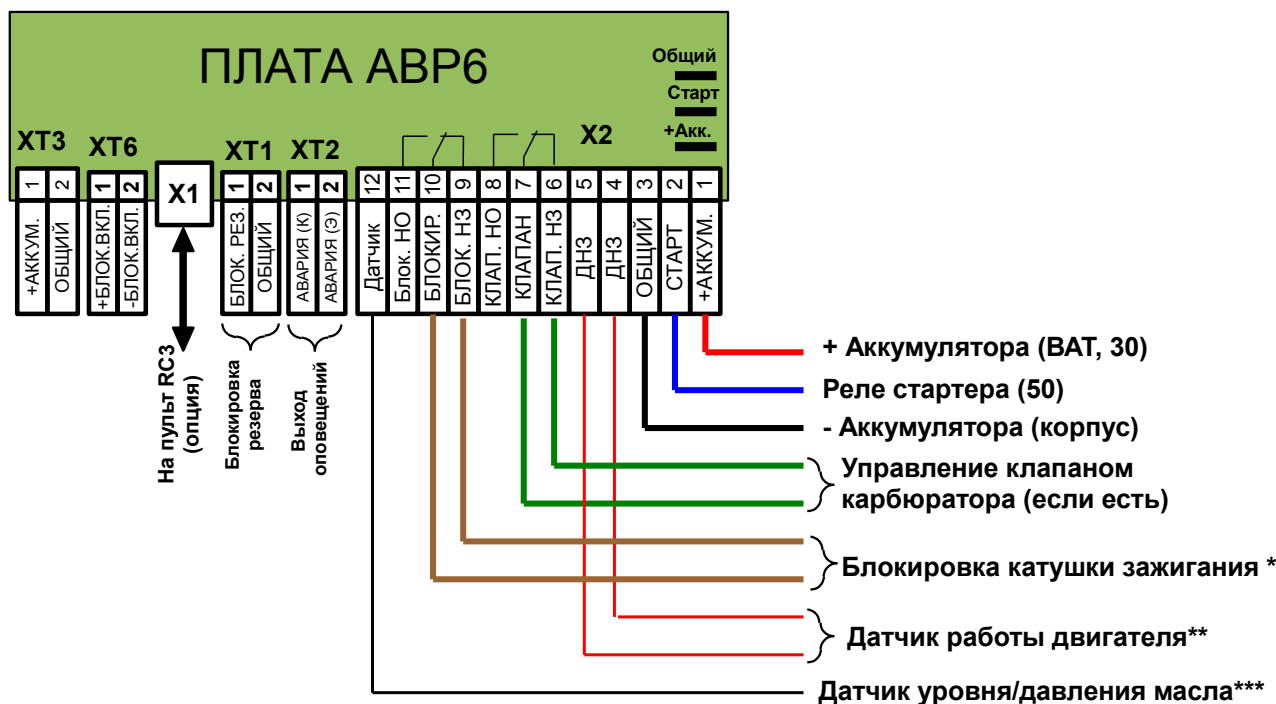 ПЛАТА АВР6
Общий
Старт
+Акк.
XT3
XT6
X1
XT1
XT2
X2
1
2
1
2
1
2
1
2
12
11
10
9
8
7
6
5
4
3
2
1
+АККУМ.
ОБЩИЙ
+БЛОК.ВКЛ.
-БЛОК.ВКЛ.
БЛОК. РЕЗ.
ОБЩИЙ
АВАРИЯ (К)
АВАРИЯ (Э)
Датчик
Блок. НО
БЛОКИР.
БЛОК. НЗ
КЛАП. НО
КЛАПАН
КЛАП. НЗ
ДНЗ
ДНЗ
ОБЩИЙ
СТАРТ
+АККУМ.
На пульт RC3
(опция)
Блокировка
резерва
Выход
оповещений
+ Аккумулятора (BAT, 30)
Реле стартера (50)
- Аккумулятора (корпус)
Управление клапаном
карбюратора (если есть)
Блокировка катушки зажигания *
Датчик работы двигателя**
Датчик уровня/давления масла***